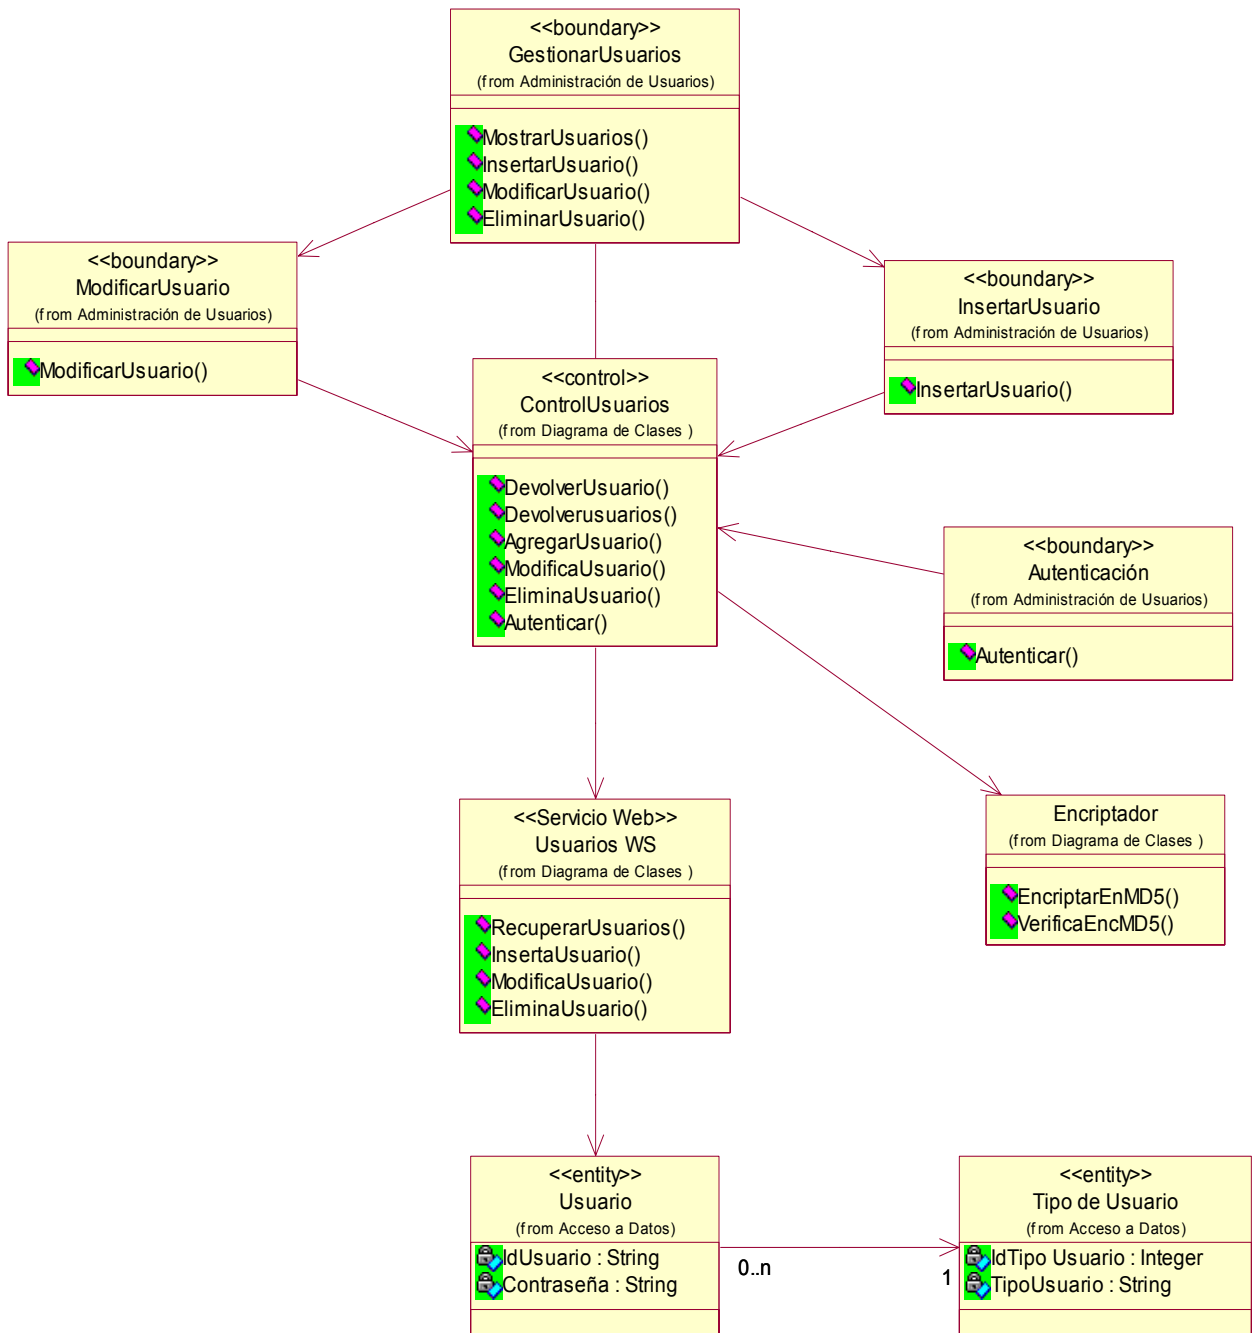 <<boundary>>
GestionarUsuarios
(from Administración de Usuarios)
MostrarUsuarios()
InsertarUsuario()
ModificarUsuario()
EliminarUsuario()
<<boundary>>
ModificarUsuario
(from Administración de Usuarios)
ModificarUsuario()
<<boundary>>
InsertarUsuario
(from Administración de Usuarios)
InsertarUsuario()
<<control>>
ControlUsuarios
(from Diagrama de Clases )
DevolverUsuario()
Devolverusuarios()
AgregarUsuario()
ModificaUsuario()
EliminaUsuario()
Autenticar()
<<boundary>>
Autenticación
(from Administración de Usuarios)
Autenticar()
<<Servicio Web>>
Usuarios WS
(from Diagrama de Clases )
RecuperarUsuarios()
InsertaUsuario()
ModificaUsuario()
EliminaUsuario()
Encriptador
(from Diagrama de Clases )
EncriptarEnMD5()
VerificaEncMD5()
<<entity>>
Usuario
(from Acceso a Datos)
IdUsuario : String
Contraseña : String
0..n
1
<<entity>>
Tipo de Usuario
(from Acceso a Datos)
IdTipo Usuario : Integer
TipoUsuario : String